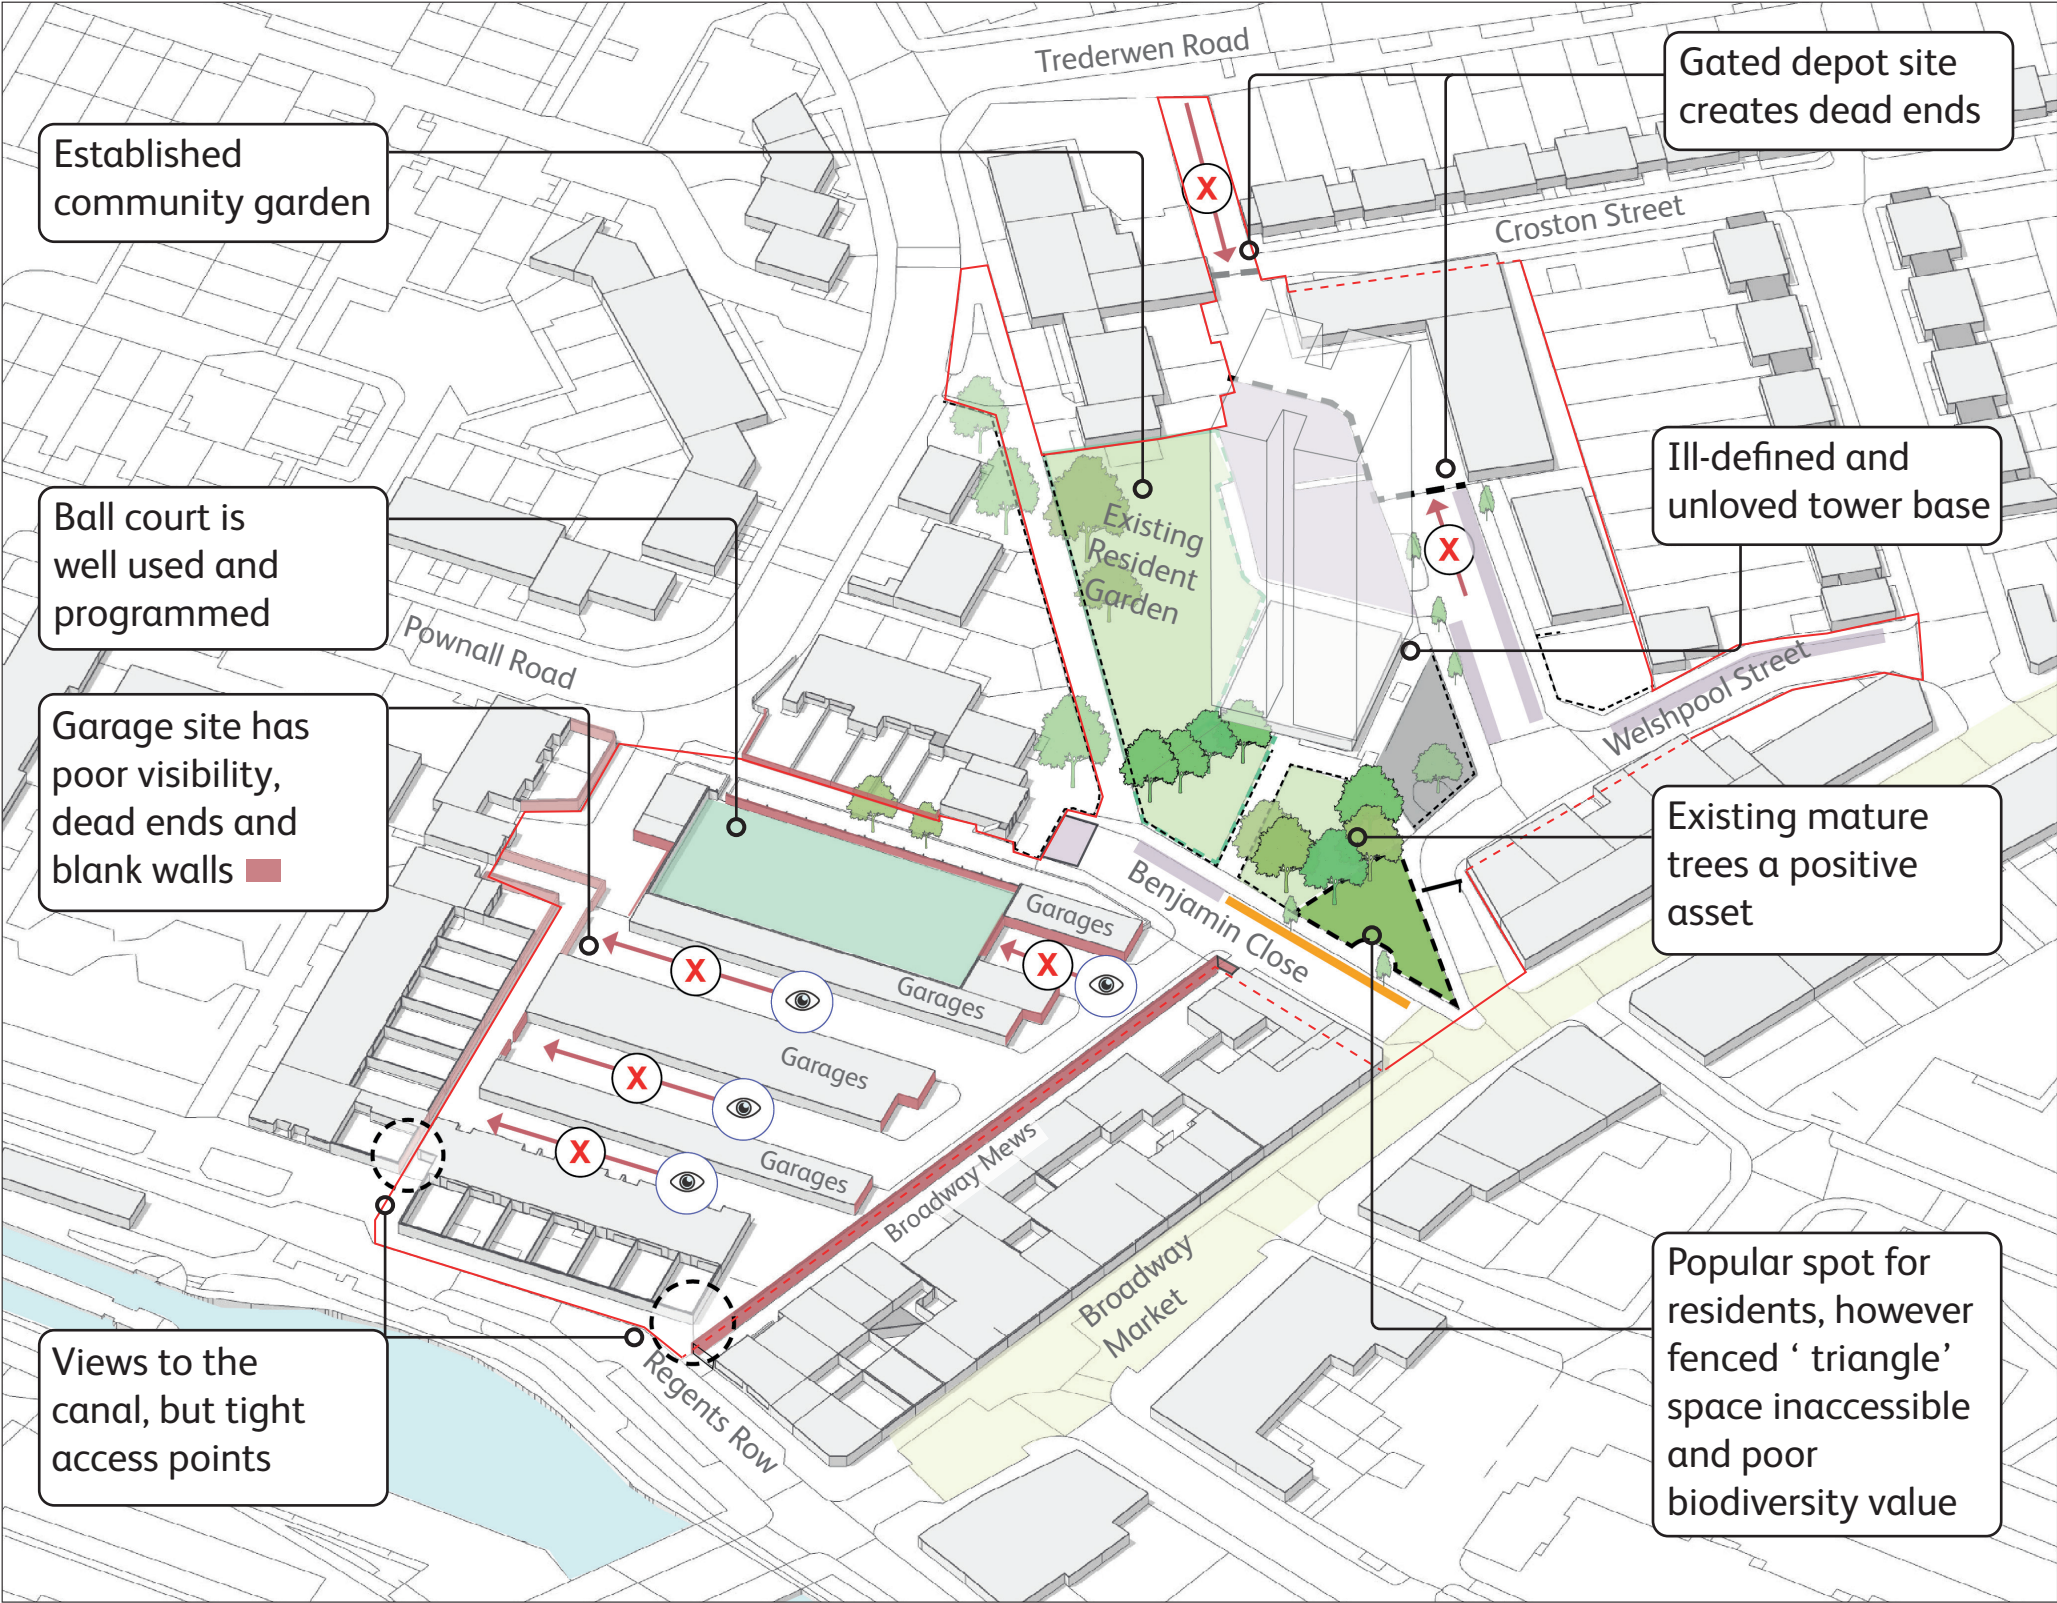 Trederwen Road
Gated depot site
creates dead ends
Established
community garden
X
Croston Street
Ill-defined and
unloved tower base
Ball court is
well used and
programmed
Existing
Resident
Garden
X
Pownall Road
Welshpool Street
Garage site has
poor visibility,
dead ends and
blank walls
Existing mature
trees a positive
asset
Benjamin Close
Garages
X
X
Garages
Garages
X
X
Garages
Broadway Mews
Broadway
Market
Popular spot for
residents, however
fenced ‘ triangle’
space inaccessible
and poor
biodiversity value
Views to the
canal, but tight
access points
Regents Row